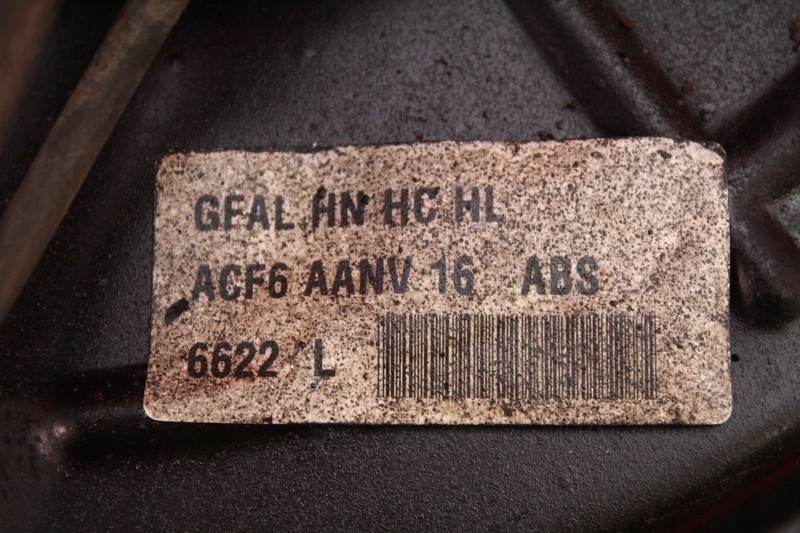 GFAL HN HC HL
ACF6 AANV 16 ABS
6622 L